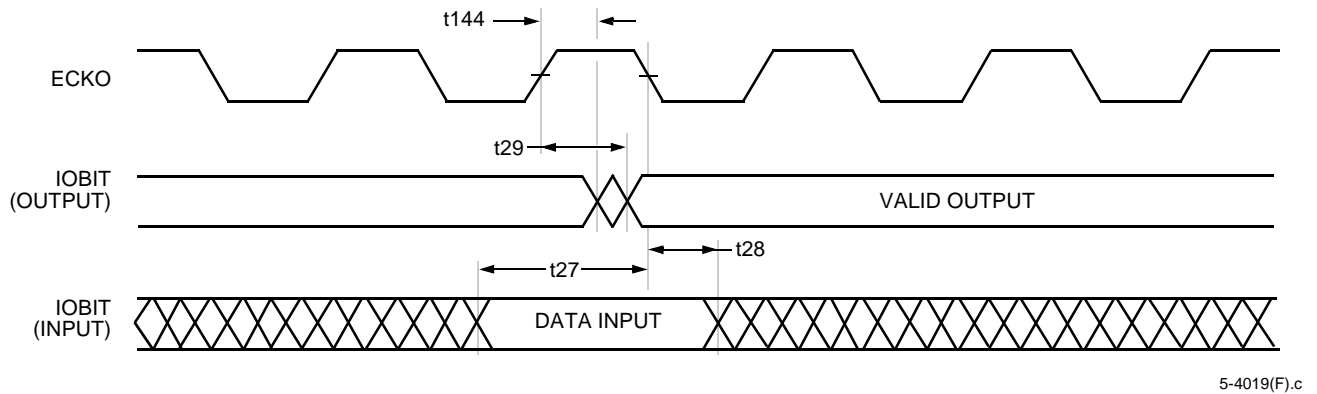 t144
ECKO
t29
IOBIT
(OUTPUT)
VALID OUTPUT
t28
t27
IOBIT
(INPUT)
DATA INPUT
5-4019(F).c